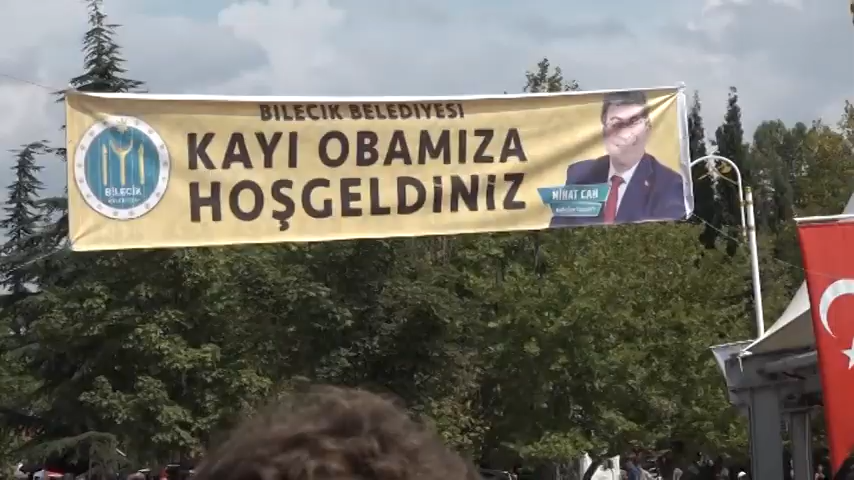 BİLECİK BELEDİYESİ
KAYI OBAMIZA
HOŞGELDİNİZ
BİLECİK
NİHAT CAN